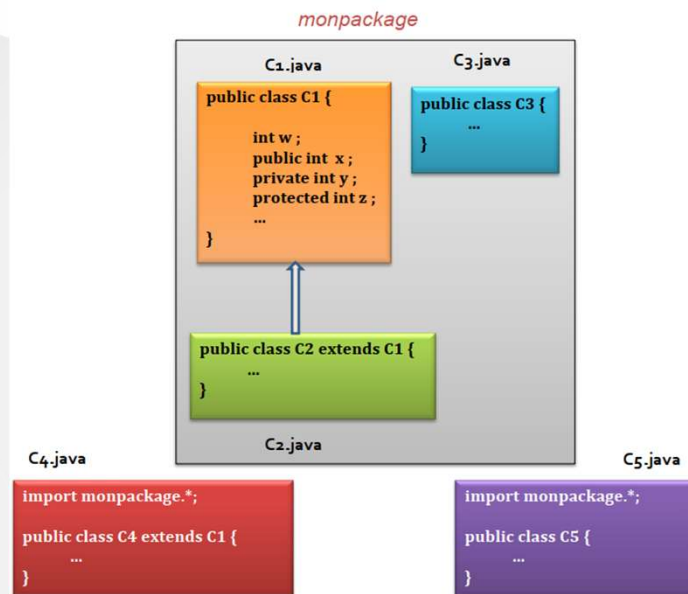 monpackage
C1.java
public class C1 {
int w ;
public int x ;
private int y ;
protected int z ;
...
}
C3.java
public class C3 {
...
}
public class C2 extends C1 {
...
}
C2.java
C4.java
import monpackage.*;
public class C4 extends C1 {
...
}
C5.java
import monpackage.*;
public class C5 {
...
}